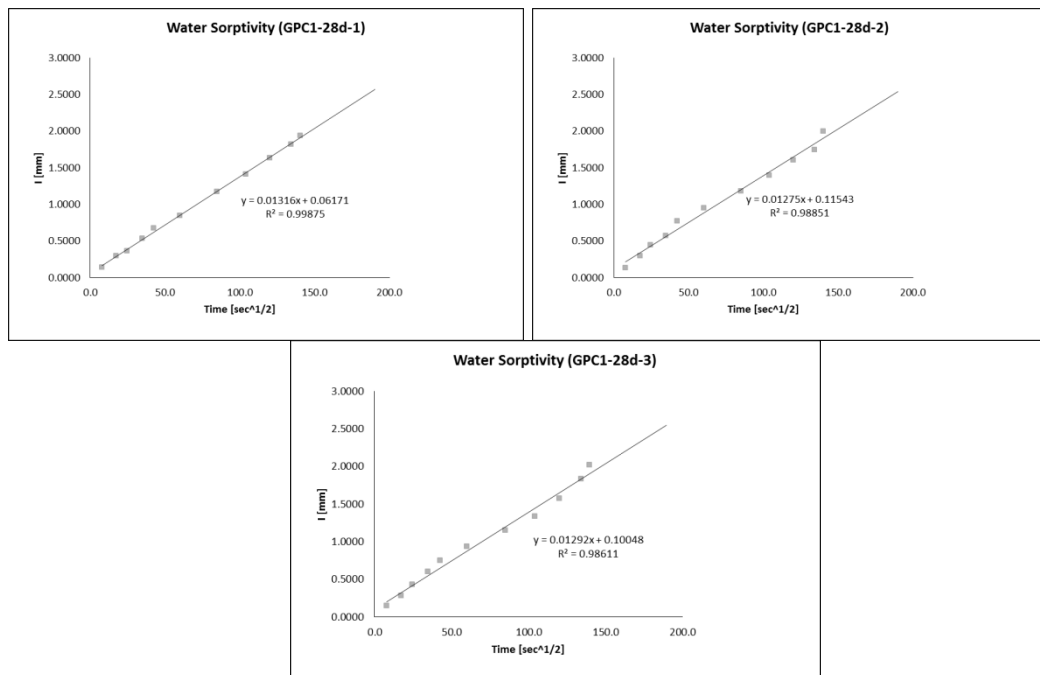 Water Sorptivity (GPC1-28d-1)
3.0000
2.5000
2.0000
1.5000
1.0000
0.5000
0.0000
I [mm]
y = 0.01316x + 0.06171
R² = 0.99875
0.0 50.0 100.0 150.0 200.0
Time [sec^1/2]
Water Sorptivity (GPC1-28d-2)
3.0000
2.5000
2.0000
1.5000
1.0000
0.5000
0.0000
I [mm]
y = 0.01275x + 0.11543
R² = 0.98851
0.0 50.0 100.0 150.0 200.0
Time [sec^1/2]
Water Sorptivity (GPC1-28d-3)
3.0000
2.5000
2.0000
1.5000
1.0000
0.5000
0.0000
I [mm]
y = 0.01292x + 0.10048
R² = 0.98611
0.0 50.0 100.0 150.0 200.0
Time [sec^1/2]